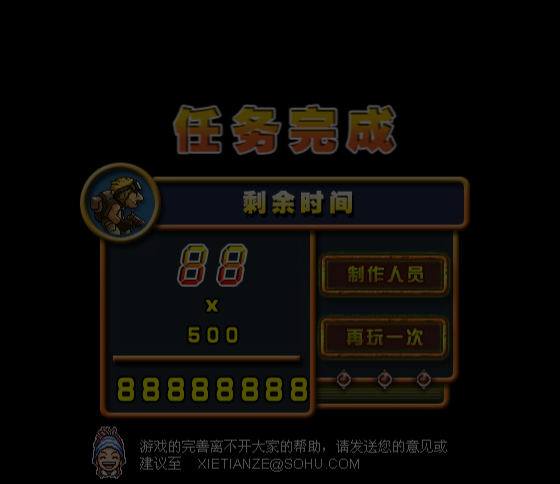 任务完成
剩余时间
88
x
500
88888888
制作人员
再玩一次
游戏的完善离不开大家的帮助，请发送您的意见或
建议至 XIETIANZE@SOHU.COM